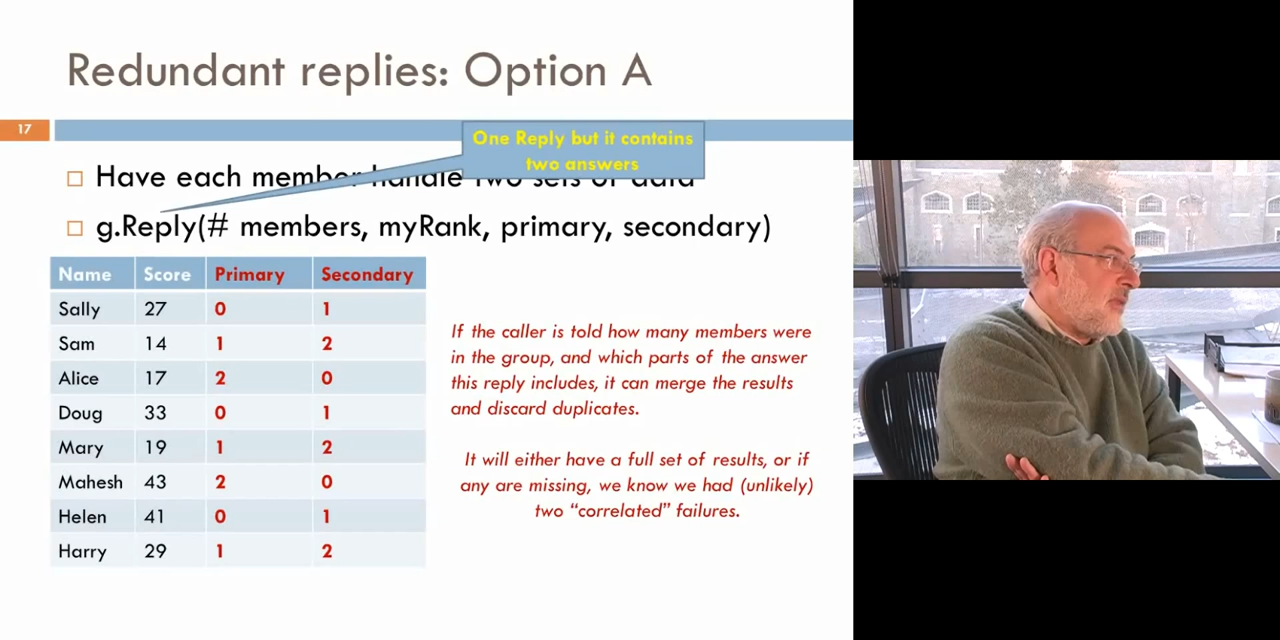 Redundant replies: Option A
17
One Reply but it contains
two answers
Have each member handle two sets of data
g.Reply(# members, myRank, primary, secondary)
Name Score Primary Secondary
Sally 27 0 1
Sam 14 1 2
Alice 17 2 0
Doug 33 0 1
Mary 19 1 2
Mahesh 43 2 0
Helen 41 0 1
Harry 29 1 2
If the caller is told how many members were
in the group, and which parts of the answer
this reply includes, it can merge the results
and discard duplicates.
It will either have a full set of results, or if
any are missing, we know we had (unlikely)
two “correlated” failures.